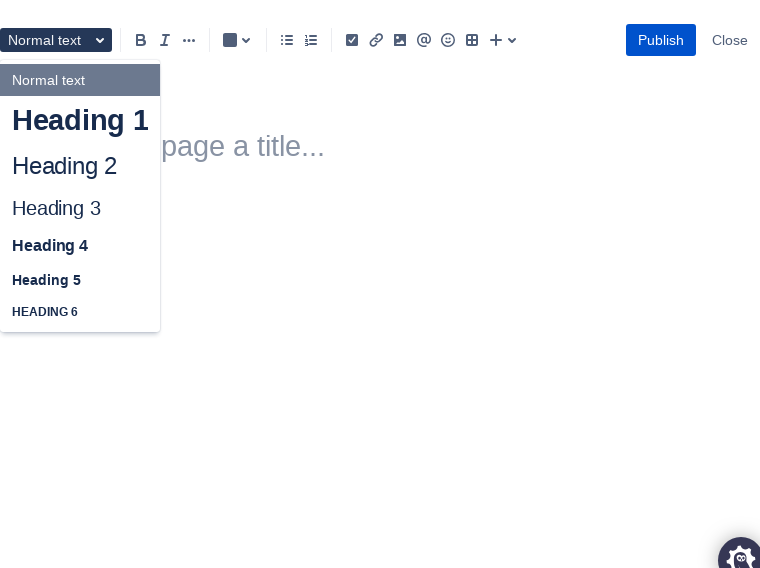 Normal text
Publish
Close
Normal text
Heading 1
page a title...
Heading 2
Heading 3
Heading 4
Heading 5
HEADING 6